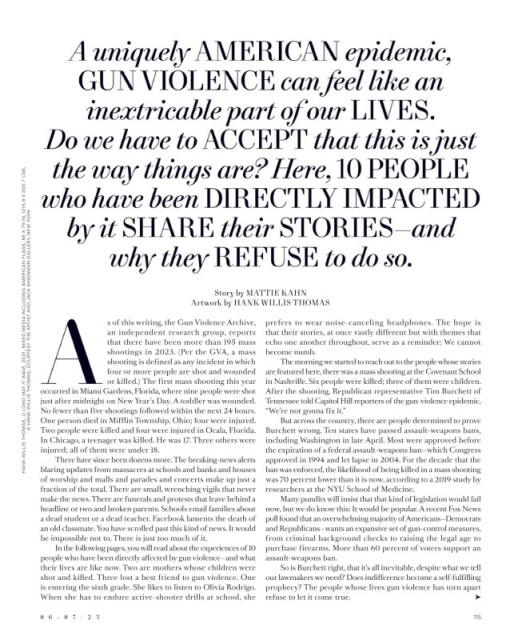 A uniquely AMERICAN epidemic,
GUN VIOLENCE can feel like an
inextricable part of our LIVES.
Do we have to ACCEPT that this is just
the way things are? Here, 10 PEOPLE
who have been DIRECTLY IMPACTED
by it SHARE their STORIES—and
why they REFUSE to do so.
Story by MATTIE KAHN
Artwork by HANK WILLIS THOMAS
As of this writing, the Gun Violence Archive,
an independent research group, reports
that there have been more than 195 mass
shootings in 2023. (Per the GVA, a mass
shooting is defined as any incident in which
four or more people are shot and wounded
or killed.) The first mass shooting this year
occurred in Miami Gardens, Florida, where nine people were shot
just after midnight on New Year's Day. A toddler was wounded.
No fewer than five shootings followed within the next 24 hours.
One person died in Mifflin Township, Ohio; four were injured.
Two people were killed and four were injured in Ocala, Florida.
In Chicago, a teenager was killed. He was 17. Three others were
injured; all of them were under 18.
There have since been dozens more. The breaking-news alerts
blaring updates from massacres at schools and banks and houses
of worship and malls and parades and concerts make up just a
fraction of the total. There are small, wrenching vigils that never
make the news. There are funerals and protests that leave behind a
headline or two and broken parents. Schools email families about
a dead student or a dead teacher. Facebook laments the death of
an old classmate. You have scrolled past this kind of news. It would
be impossible not to. There is just too much of it.
In the following pages, you will read about the experiences of 10
people who have been directly affected by gun violence—and what
their lives are like now. Two are mothers whose children were
shot and killed. Three lost a best friend to gun violence. One
is entering the sixth grade. She likes to listen to Olivia Rodrigo.
When she has to endure active-shooter drills at school, she
prefers to wear noise-canceling headphones. The hope is
that their stories, at once vastly different but with themes that
echo one another throughout, serve as a reminder: We cannot
become numb.
The morning we started to reach out to the people whose stories
are featured here, there was a mass shooting at the Covenant School
in Nashville. Six people were killed; three of them were children.
After the shooting, Republican representative Tim Burchett of
Tennessee told Capitol Hill reporters of the gun-violence epidemic,
“We're not gonna fix it.”
But across the country, there are people determined to prove
Burchett wrong. Ten states have passed assault-weapons bans,
including Washington in late April. Most were approved before
the expiration of a federal assault-weapons ban—which Congress
approved in 1994 and let lapse in 2004. For the decade that the
ban was enforced, the likelihood of being killed in a mass shooting
was 70 percent lower than it is now, according to a 2019 study by
researchers at the NYU School of Medicine.
Many pundits will insist that that kind of legislation would fail
now, but we do know this: It would be popular. A recent Fox News
poll found that an overwhelming majority of Americans—Democrats
and Republicans—wants an expansive set of gun-control measures,
from criminal background checks to raising the legal age to
purchase firearms. More than 60 percent of voters support an
assault-weapons ban.
So is Burchett right, that it's all inevitable, despite what we tell
our lawmakers we need? Does indifference become a self-fulfilling
prophecy? The people whose lives gun violence has torn apart
refuse to let it come true.
06 - 07 / 23
115